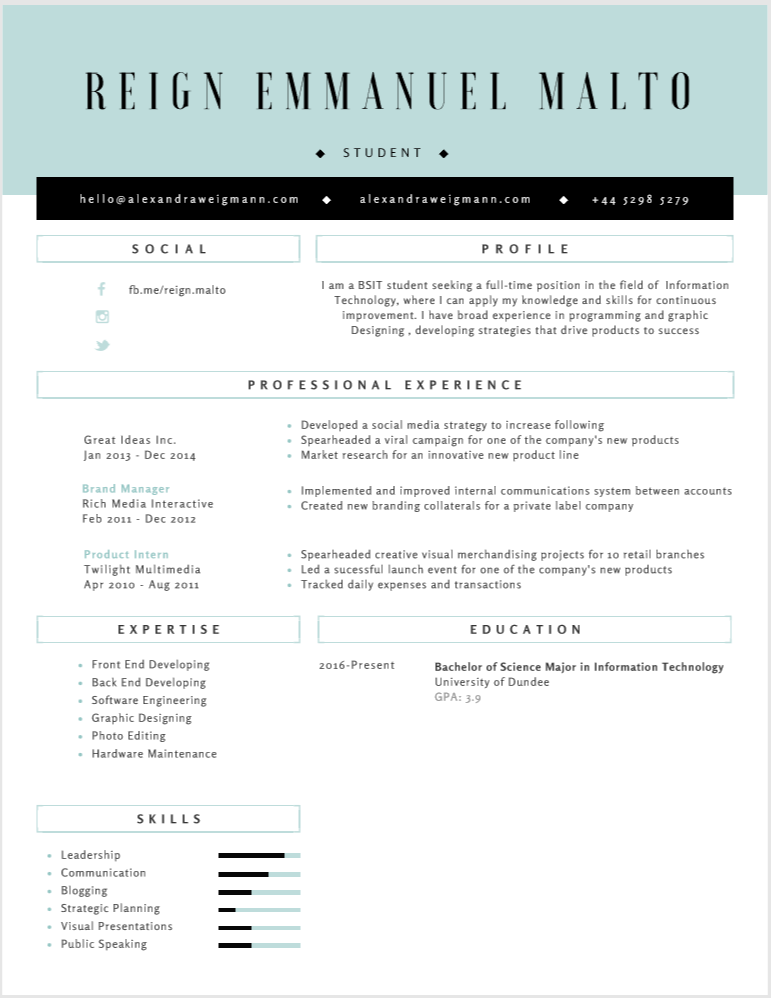 REIGN EMMANUEL MALTO
STUDENT
hello@alexandraweigmann.com ◆ alexandraweigmann.com ◆ +44 5298 5279
SOCIAL
fb.me/reign.malto
PROFILE
I am a BSIT student seeking a full-time position in the field of Information
Technology, where I can apply my knowledge and skills for continuous
improvement. I have broad experience in programming and graphic
Designing , developing strategies that drive products to success
PROFESSIONAL EXPERIENCE
Great Ideas Inc.
Jan 2013 - Dec 2014
Developed a social media strategy to increase following
Spearheaded a viral campaign for one of the company's new products
Market research for an innovative new product line
Brand Manager
Rich Media Interactive
Feb 2011 - Dec 2012
Implemented and improved internal communications system between accounts
Created new branding collaterals for a private label company
Product Intern
Twilight Multimedia
Apr 2010 - Aug 2011
Spearheaded creative visual merchandising projects for 10 retail branches
Led a sucessful launch event for one of the company's new products
Tracked daily expenses and transactions
EXPERTISE
Front End Developing
Back End Developing
Software Engineering
Graphic Designing
Photo Editing
Hardware Maintenance
EDUCATION
2016-Present
Bachelor of Science Major in Information Technology
University of Dundee
GPA: 3.9
SKILLS
Leadership
Communication
Blogging
Strategic Planning
Visual Presentations
Public Speaking